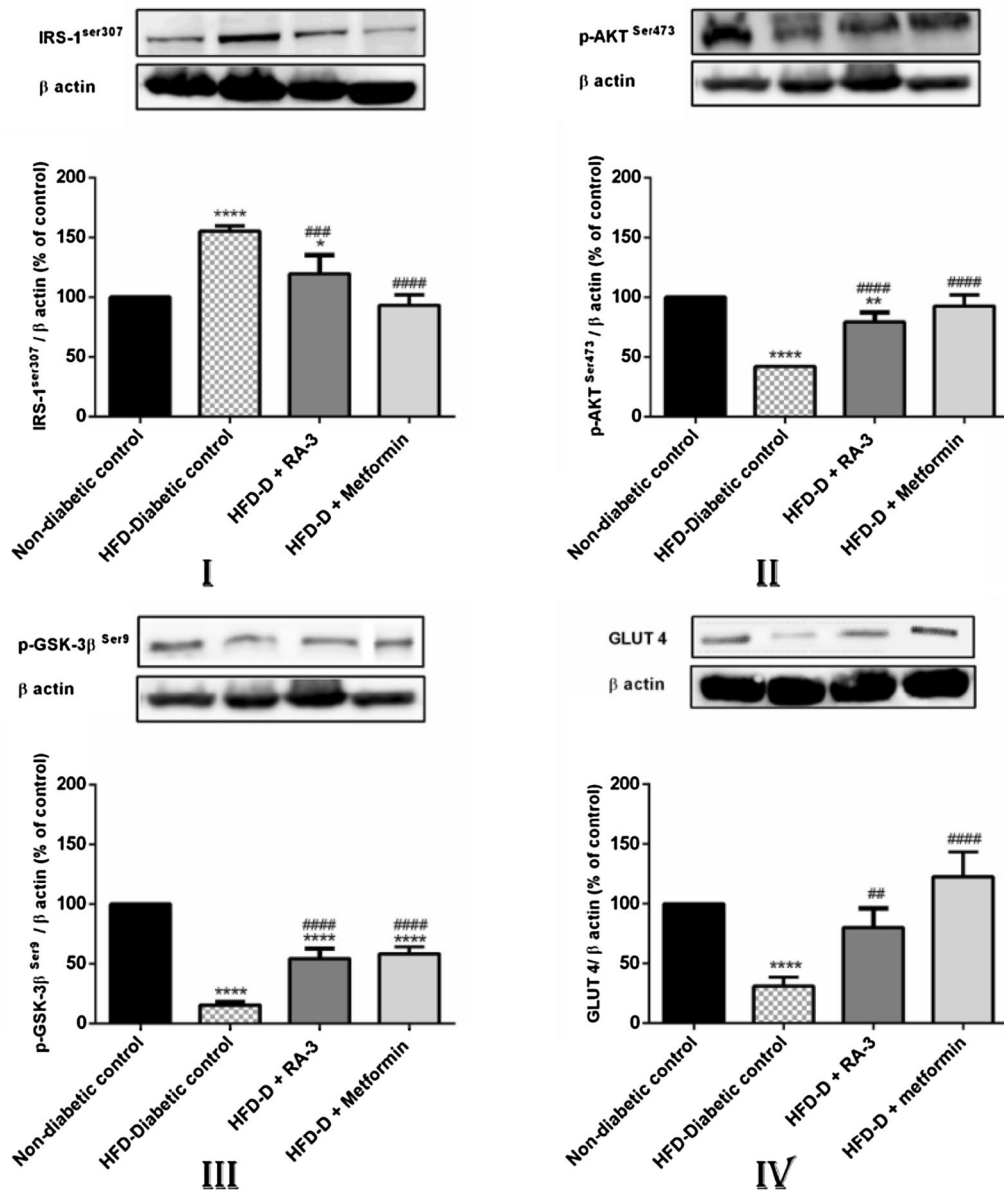 IRS-1ser307
β actin
IRS-1ser307 / β actin (% of control)
200
150
100
50
0
****
###
*
####
Non-diabetic control
HFD-Diabetic control
HFD-D + RA-3
HFD-D + Metformin
I
p-AKT Ser473
β actin
p-AKT Ser473 / β actin (% of control)
200
150
100
50
0
****
####
**
####
Non-diabetic control
HFD-Diabetic control
HFD-D + RA-3
HFD-D + Metformin
II
p-GSK-3β Ser9
β actin
p-GSK-3β Ser9 / β actin (% of control)
200
150
100
50
0
****
####
****
####
****
Non-diabetic control
HFD-Diabetic control
HFD-D + RA-3
HFD-D + Metformin
III
GLUT 4
β actin
GLUT 4/ β actin (% of control)
200
150
100
50
0
****
##
####
Non-diabetic control
HFD-Diabetic control
HFD-D + RA-3
HFD-D + metformin
IV